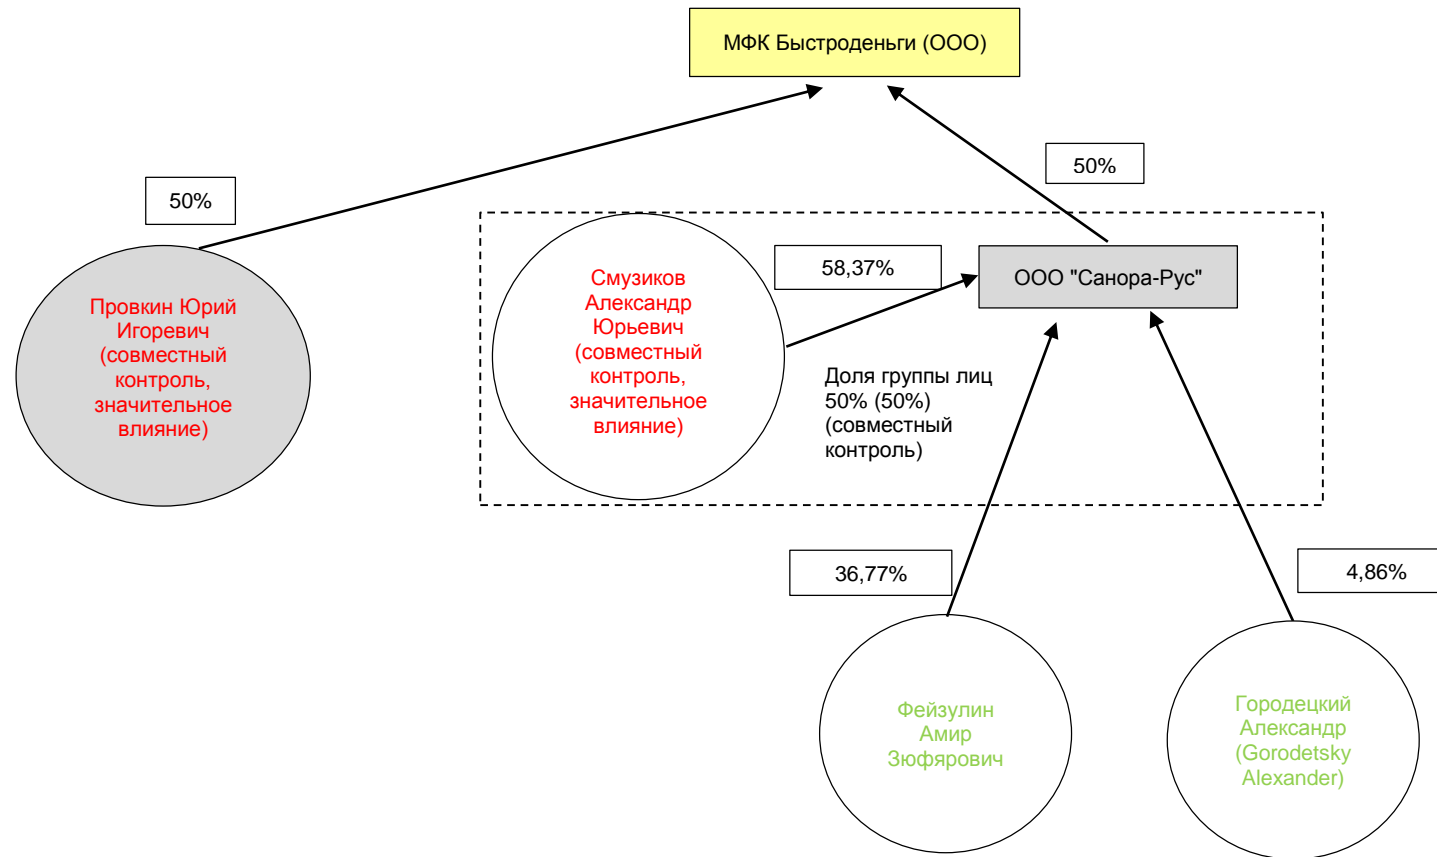 МФК Быстроденьги (ООО)
50%
50%
58,37%
ООО "Санора-Рус"
Провкин Юрий
Игоревич
(совместный
контроль,
значительное
влияние)
Смузиков
Александр
Юрьевич
(совместный
контроль,
значительное
влияние)
Доля группы лиц
50% (50%)
(совместный
контроль)
36,77%
4,86%
Фейзулин
Амир
Зюфярович
Городецкий
Александр
(Gorodetsky
Alexander)